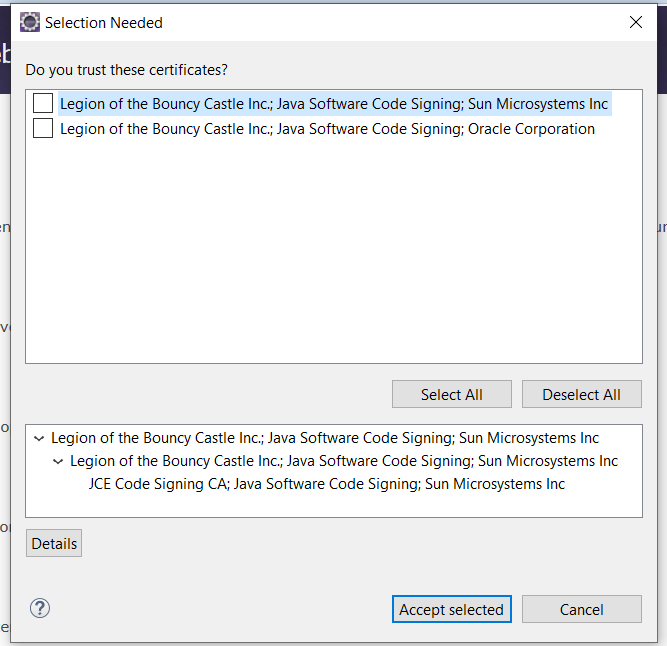 Selection Needed
Do you trust these certificates?
Legion of the Bouncy Castle Inc.; Java Software Code Signing; Sun Microsystems Inc
Legion of the Bouncy Castle Inc.; Java Software Code Signing; Oracle Corporation
Select All
Deselect All
Legion of the Bouncy Castle Inc.; Java Software Code Signing; Sun Microsystems Inc
Legion of the Bouncy Castle Inc.; Java Software Code Signing; Sun Microsystems Inc
JCE Code Signing CA; Java Software Code Signing; Sun Microsystems Inc
Details
?
Accept selected
Cancel